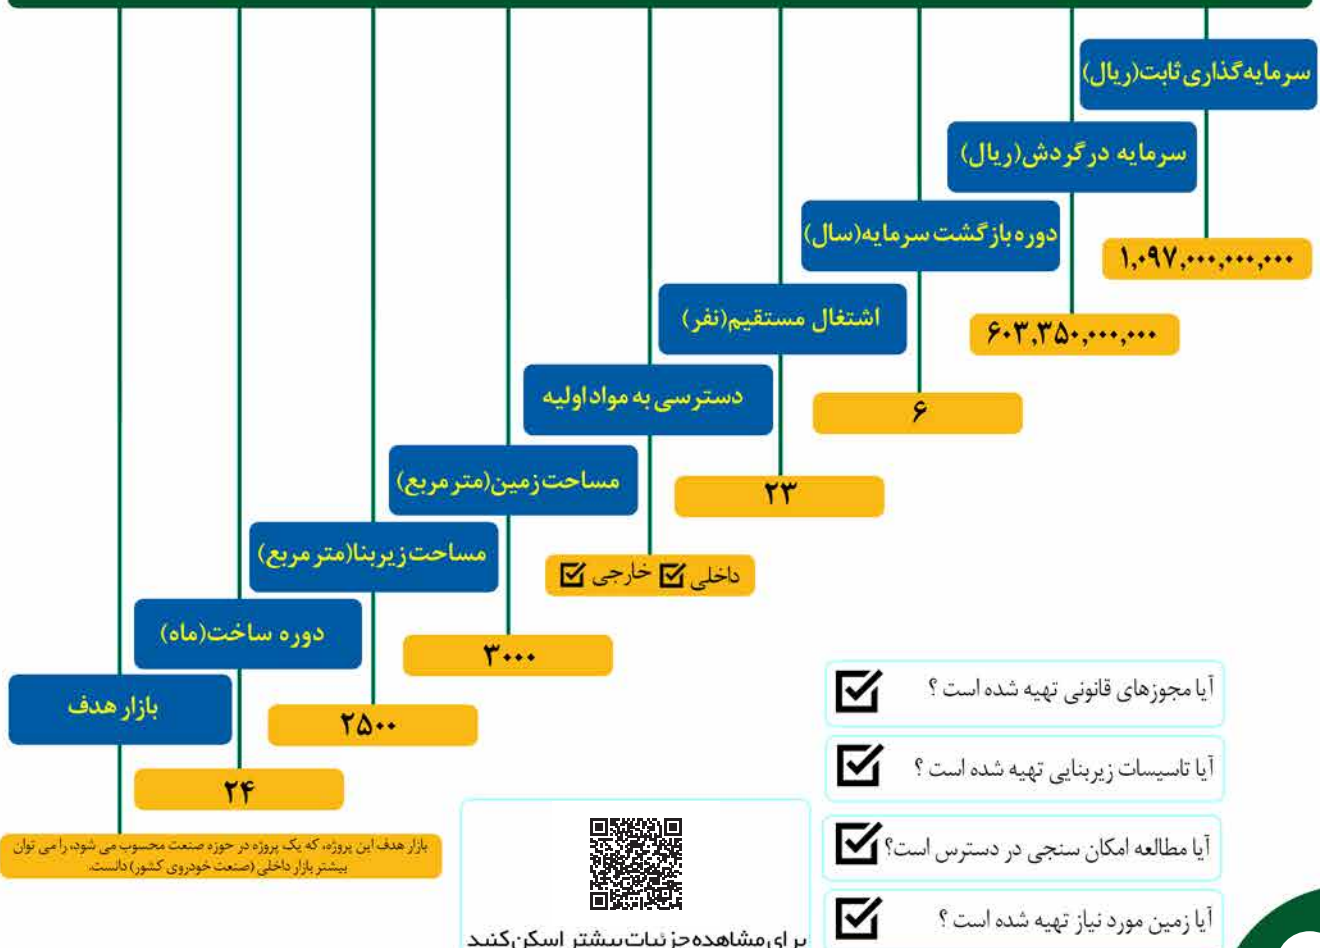 سرمایه‌گذاری ثابت(ریال)
۱,۰۹۷,۰۰۰,۰۰۰,۰۰۰
سرمایه در گردش(ریال)
۶۰۳,۳۵۰,۰۰۰,۰۰۰
دوره بازگشت سرمایه(سال)
۶
اشتغال مستقیم(نفر)
۲۳
دسترسی به مواد اولیه
داخلی ☑ خارجی ☑
مساحت زمین(متر مربع)
۳۰۰۰
مساحت زیربنا(متر مربع)
۲۵۰۰
دوره ساخت(ماه)
۲۴
بازار هدف
بازار هدف این پروژه، که یک پروژه در حوزه صنعت محسوب می شود، را می توان
بیشتر بازار داخلی (صنعت خودروی کشور) دانست.
آیا مجوزهای قانونی تهیه شده است ؟ ☑
آیا تاسیسات زیربنایی تهیه شده است ؟ ☑
آیا مطالعه امکان سنجی در دسترس است؟ ☑
آیا زمین مورد نیاز تهیه شده است ؟ ☑
برای مشاهده جزئیات بیشتر اسکن کنید